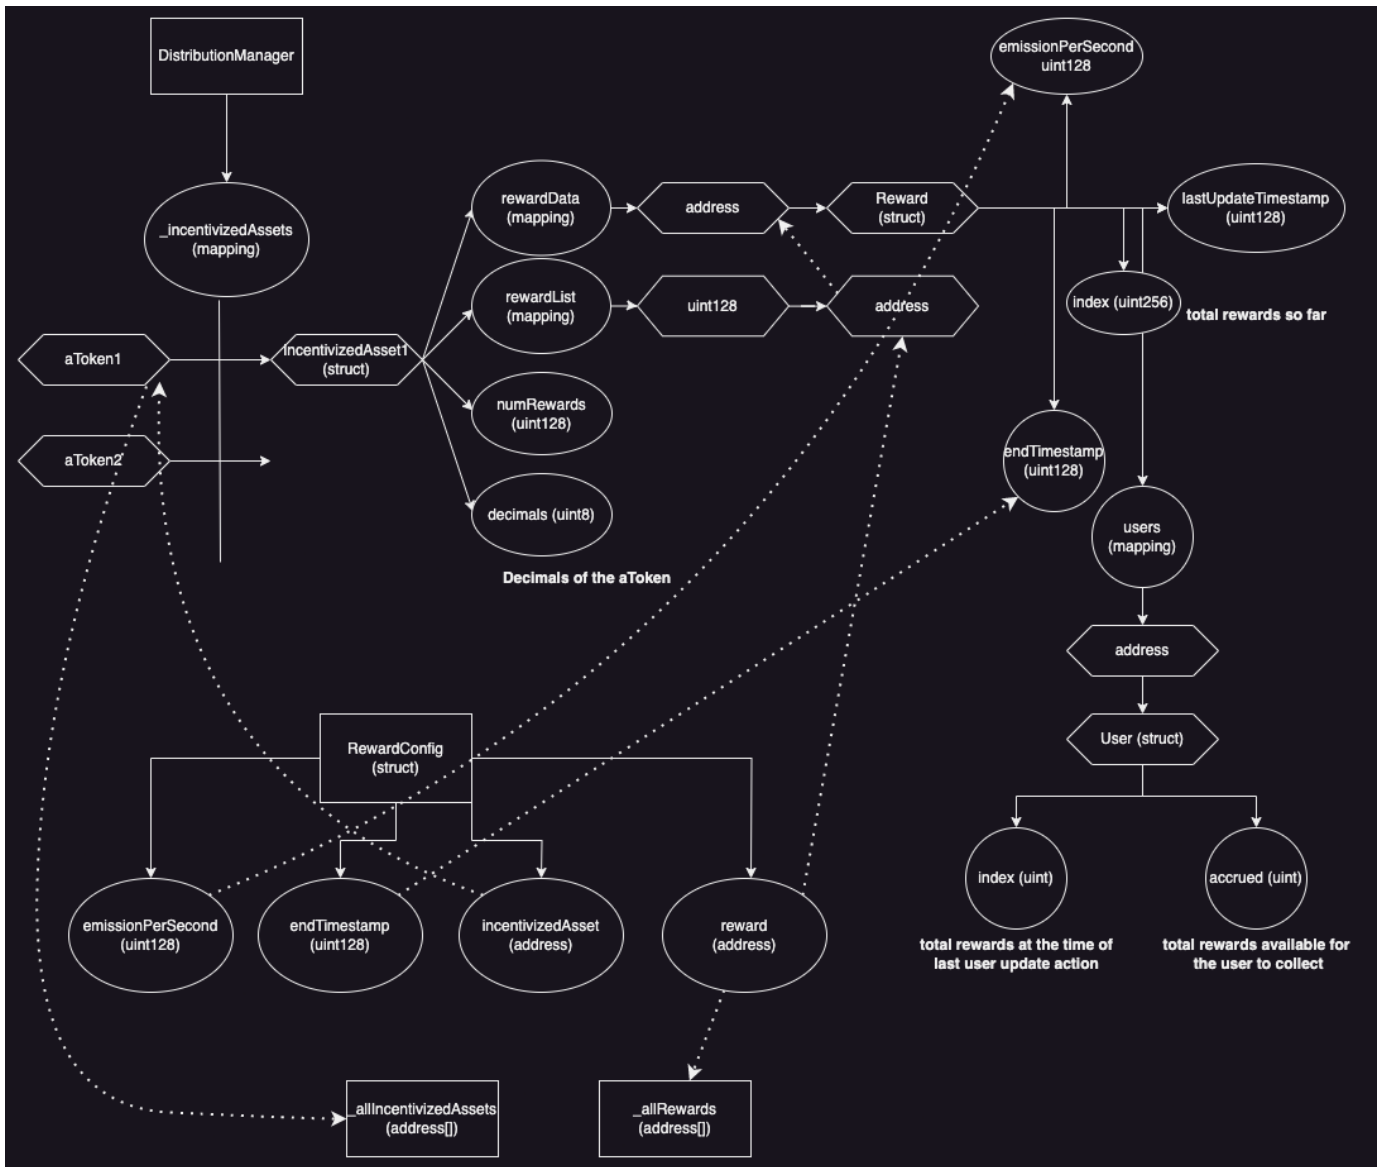 DistributionManager
emissionPerSecond
uint128
_incentivizedAssets
(mapping)
rewardData
(mapping)
address
Reward
(struct)
lastUpdateTimestamp
(uint128)
rewardList
(mapping)
uint128
address
index (uint256)
total rewards so far
aToken1
incentivizedAsset1
(struct)
numRewards
(uint128)
aToken2
endTimestamp
(uint128)
decimals (uint8)
Decimals of the aToken
users
(mapping)
address
User (struct)
RewardConfig
(struct)
emissionPerSecond
(uint128)
endTimestamp
(uint128)
incentivizedAsset
(address)
reward
(address)
index (uint)
accrued (uint)
total rewards at the time of
last user update action
total rewards available for
the user to collect
_allIncentivizedAssets
(address[])
_allRewards
(address[])